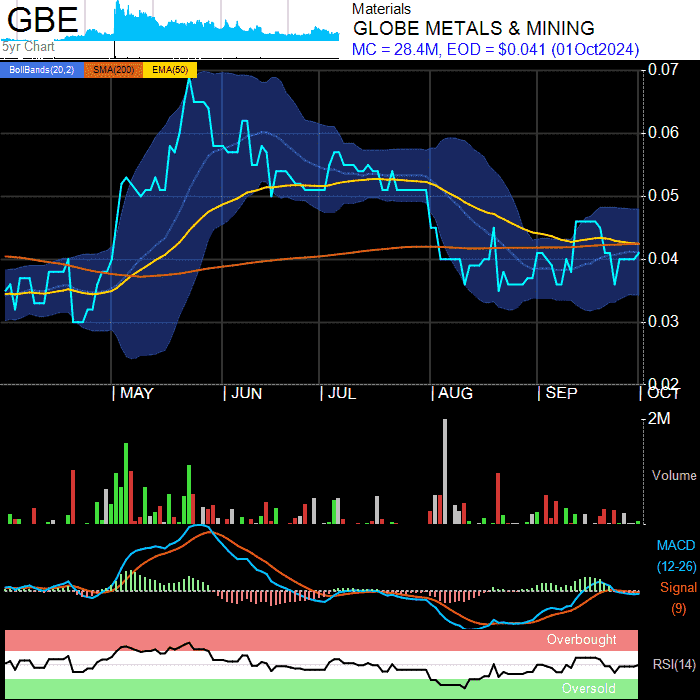 GBE
5yr Chart
Materials
GLOBE METALS & MINING
MC = 28.4M, EOD = $0.041 (01Oct2024)
BollBands(20,2) SMA(200) EMA(50)
0.07
0.06
0.05
0.04
0.03
0.02
MAY JUN JUL AUG SEP OCT
2M
Volume
MACD
(12-26)
Signal
(9)
Overbought
RSI(14)
Oversold